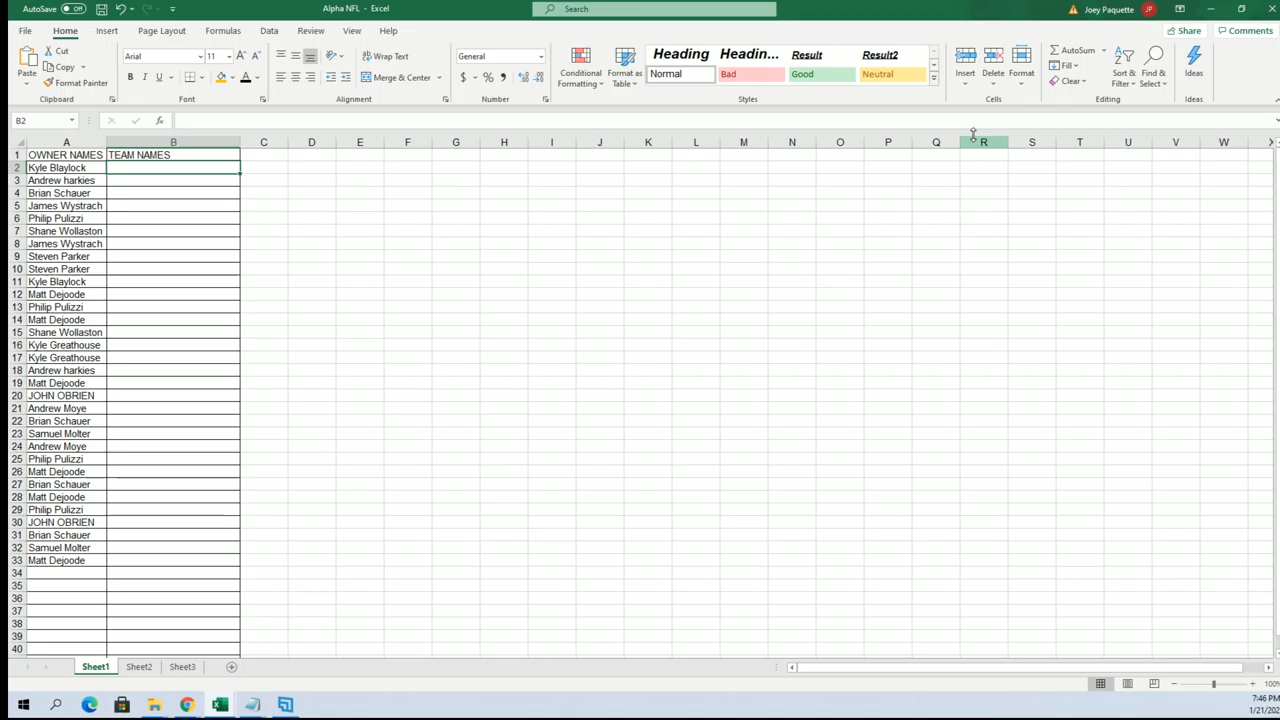 AutoSave Off Alpha NFL - Excel Search Joey Paquette JP
File Home Insert Page Layout Formulas Data Review View Help Share Comments
Paste Cut Copy Format Painter Clipboard
Arial 11 A A B I U A Font
Wrap Text Merge & Center Alignment
General $ % Number
Conditional Formatting Format as Table
Heading Headin... Result Result2
Normal Bad Good Neutral
Styles
Insert Delete Format Cells
AutoSum Fill Clear Sort & Filter Find & Select Editing
Ideas Ideas
B2 fx
A B C D E F G H I J K L M N O P Q R S T U V W X
1 OWNER NAMES TEAM NAMES
2 Kyle Blaylock
3 Andrew harkies
4 Brian Schauer
5 James Wystrach
6 Philip Pulizzi
7 Shane Wollaston
8 James Wystrach
9 Steven Parker
10 Steven Parker
11 Kyle Blaylock
12 Matt Dejoode
13 Philip Pulizzi
14 Matt Dejoode
15 Shane Wollaston
16 Kyle Greathouse
17 Kyle Greathouse
18 Andrew harkies
19 Matt Dejoode
20 JOHN OBRIEN
21 Andrew Moye
22 Brian Schauer
23 Samuel Molter
24 Andrew Moye
25 Philip Pulizzi
26 Matt Dejoode
27 Brian Schauer
28 Matt Dejoode
29 Philip Pulizzi
30 JOHN OBRIEN
31 Brian Schauer
32 Samuel Molter
33 Matt Dejoode
34
35
36
37
38
39
40
Sheet1 Sheet2 Sheet3
100%
7:46 PM
1/21/202